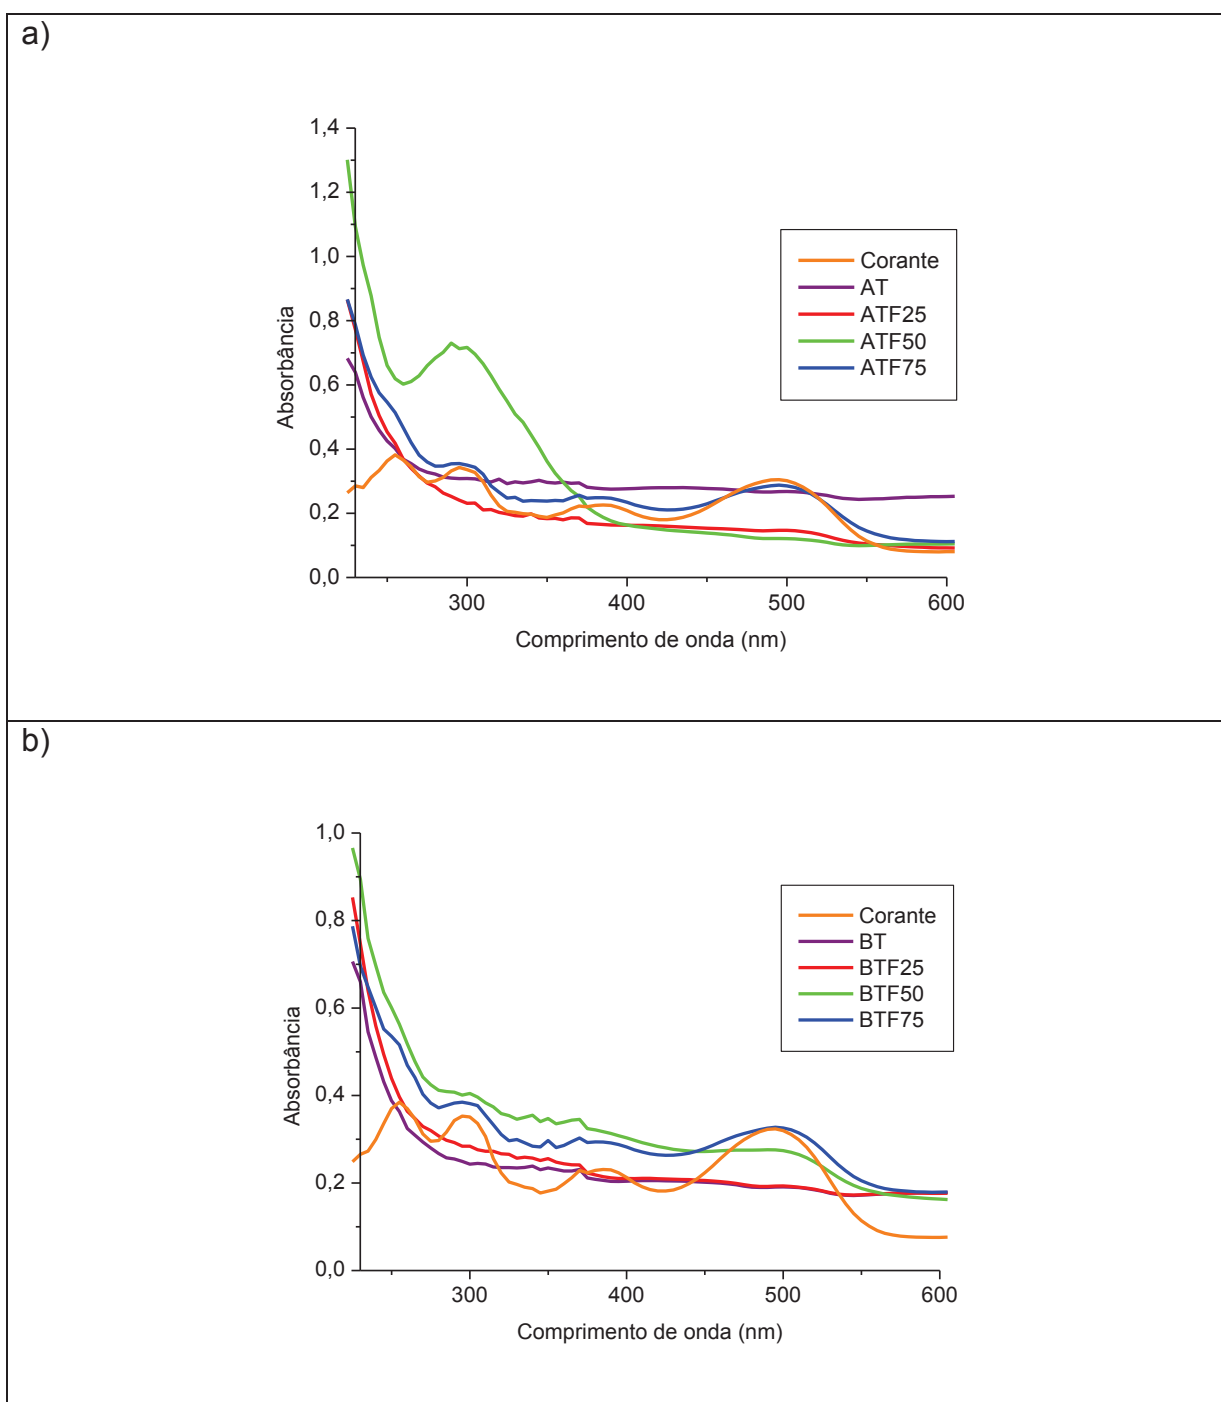 a)
1,4
1,2
1,0
0,8
0,6
0,4
0,2
0,0
Absorbância
300
400
500
600
Comprimento de onda (nm)
Corante
AT
ATF25
ATF50
ATF75
b)
1,0
0,8
0,6
0,4
0,2
0,0
Absorbância
300
400
500
600
Comprimento de onda (nm)
Corante
BT
BTF25
BTF50
BTF75